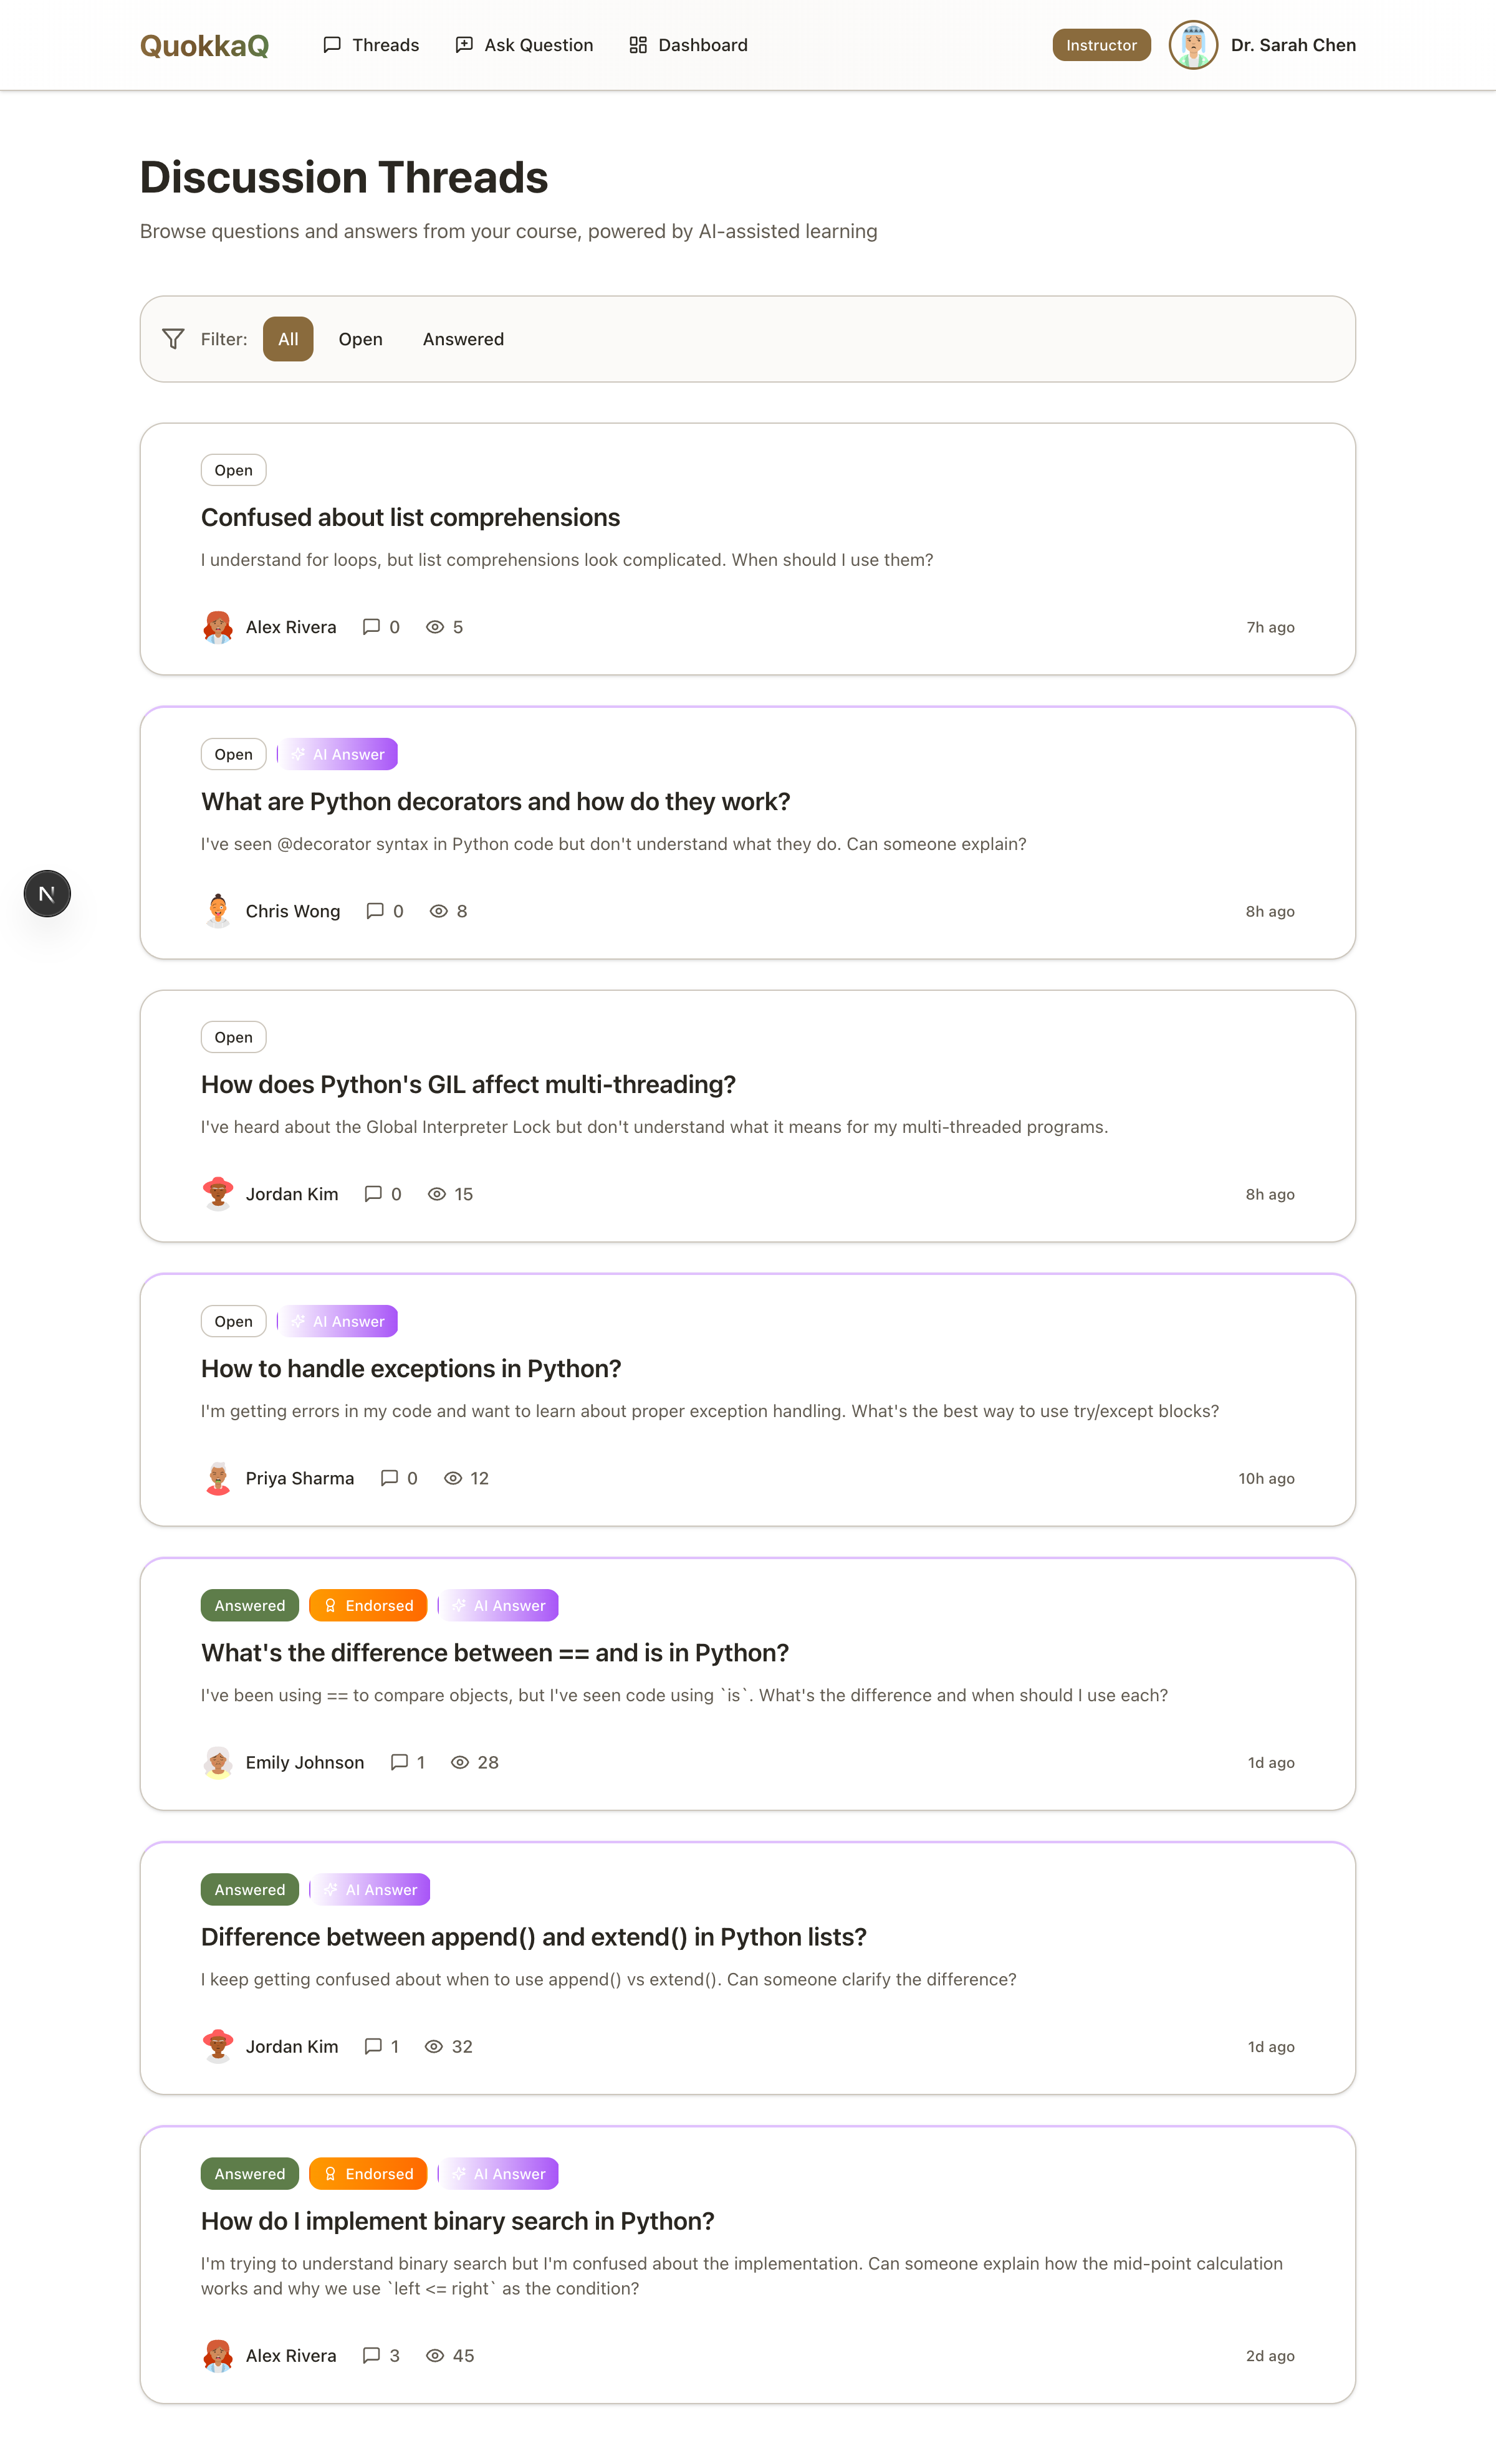 QuokkaQ
Threads
Ask Question
Dashboard
Instructor
Dr. Sarah Chen
Discussion Threads
Browse questions and answers from your course, powered by AI-assisted learning
Filter:
All
Open
Answered
Open
Confused about list comprehensions
I understand for loops, but list comprehensions look complicated. When should I use them?
Alex Rivera 0 5 7h ago
Open AI Answer
What are Python decorators and how do they work?
I've seen @decorator syntax in Python code but don't understand what they do. Can someone explain?
Chris Wong 0 8 8h ago
N
Open
How does Python's GIL affect multi-threading?
I've heard about the Global Interpreter Lock but don't understand what it means for my multi-threaded programs.
Jordan Kim 0 15 8h ago
Open AI Answer
How to handle exceptions in Python?
I'm getting errors in my code and want to learn about proper exception handling. What's the best way to use try/except blocks?
Priya Sharma 0 12 10h ago
Answered Endorsed AI Answer
What's the difference between == and is in Python?
I've been using == to compare objects, but I've seen code using `is`. What's the difference and when should I use each?
Emily Johnson 1 28 1d ago
Answered AI Answer
Difference between append() and extend() in Python lists?
I keep getting confused about when to use append() vs extend(). Can someone clarify the difference?
Jordan Kim 1 32 1d ago
Answered Endorsed AI Answer
How do I implement binary search in Python?
I'm trying to understand binary search but I'm confused about the implementation. Can someone explain how the mid-point calculation
works and why we use `left <= right` as the condition?
Alex Rivera 3 45 2d ago